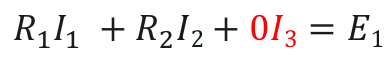 R₁I₁ + R₂I₂ + 0I₃ = E₁